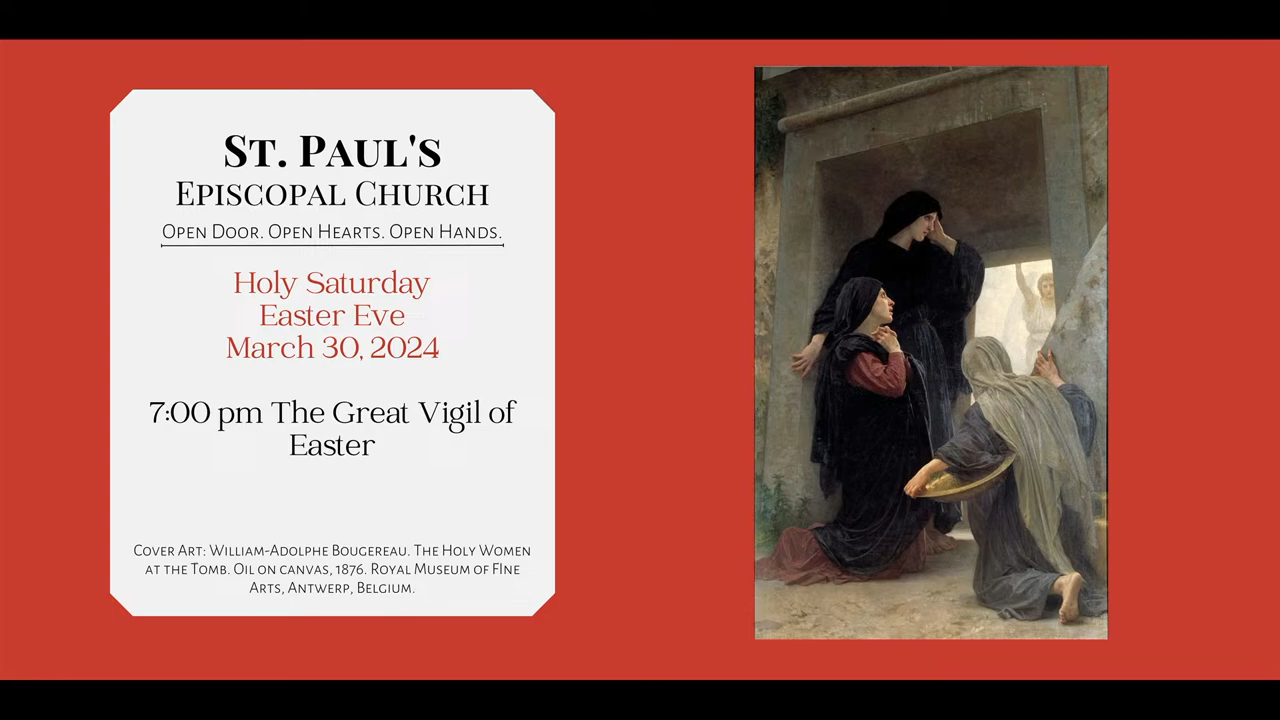 St. Paul's
Episcopal Church
Open Door. Open Hearts. Open Hands.
Holy Saturday
Easter Eve
March 30, 2024
7:00 pm The Great Vigil of
Easter
Cover Art: William-Adolphe Bougereau. The Holy Women
at the Tomb. Oil on canvas, 1876. Royal Museum of FIne
Arts, Antwerp, Belgium.